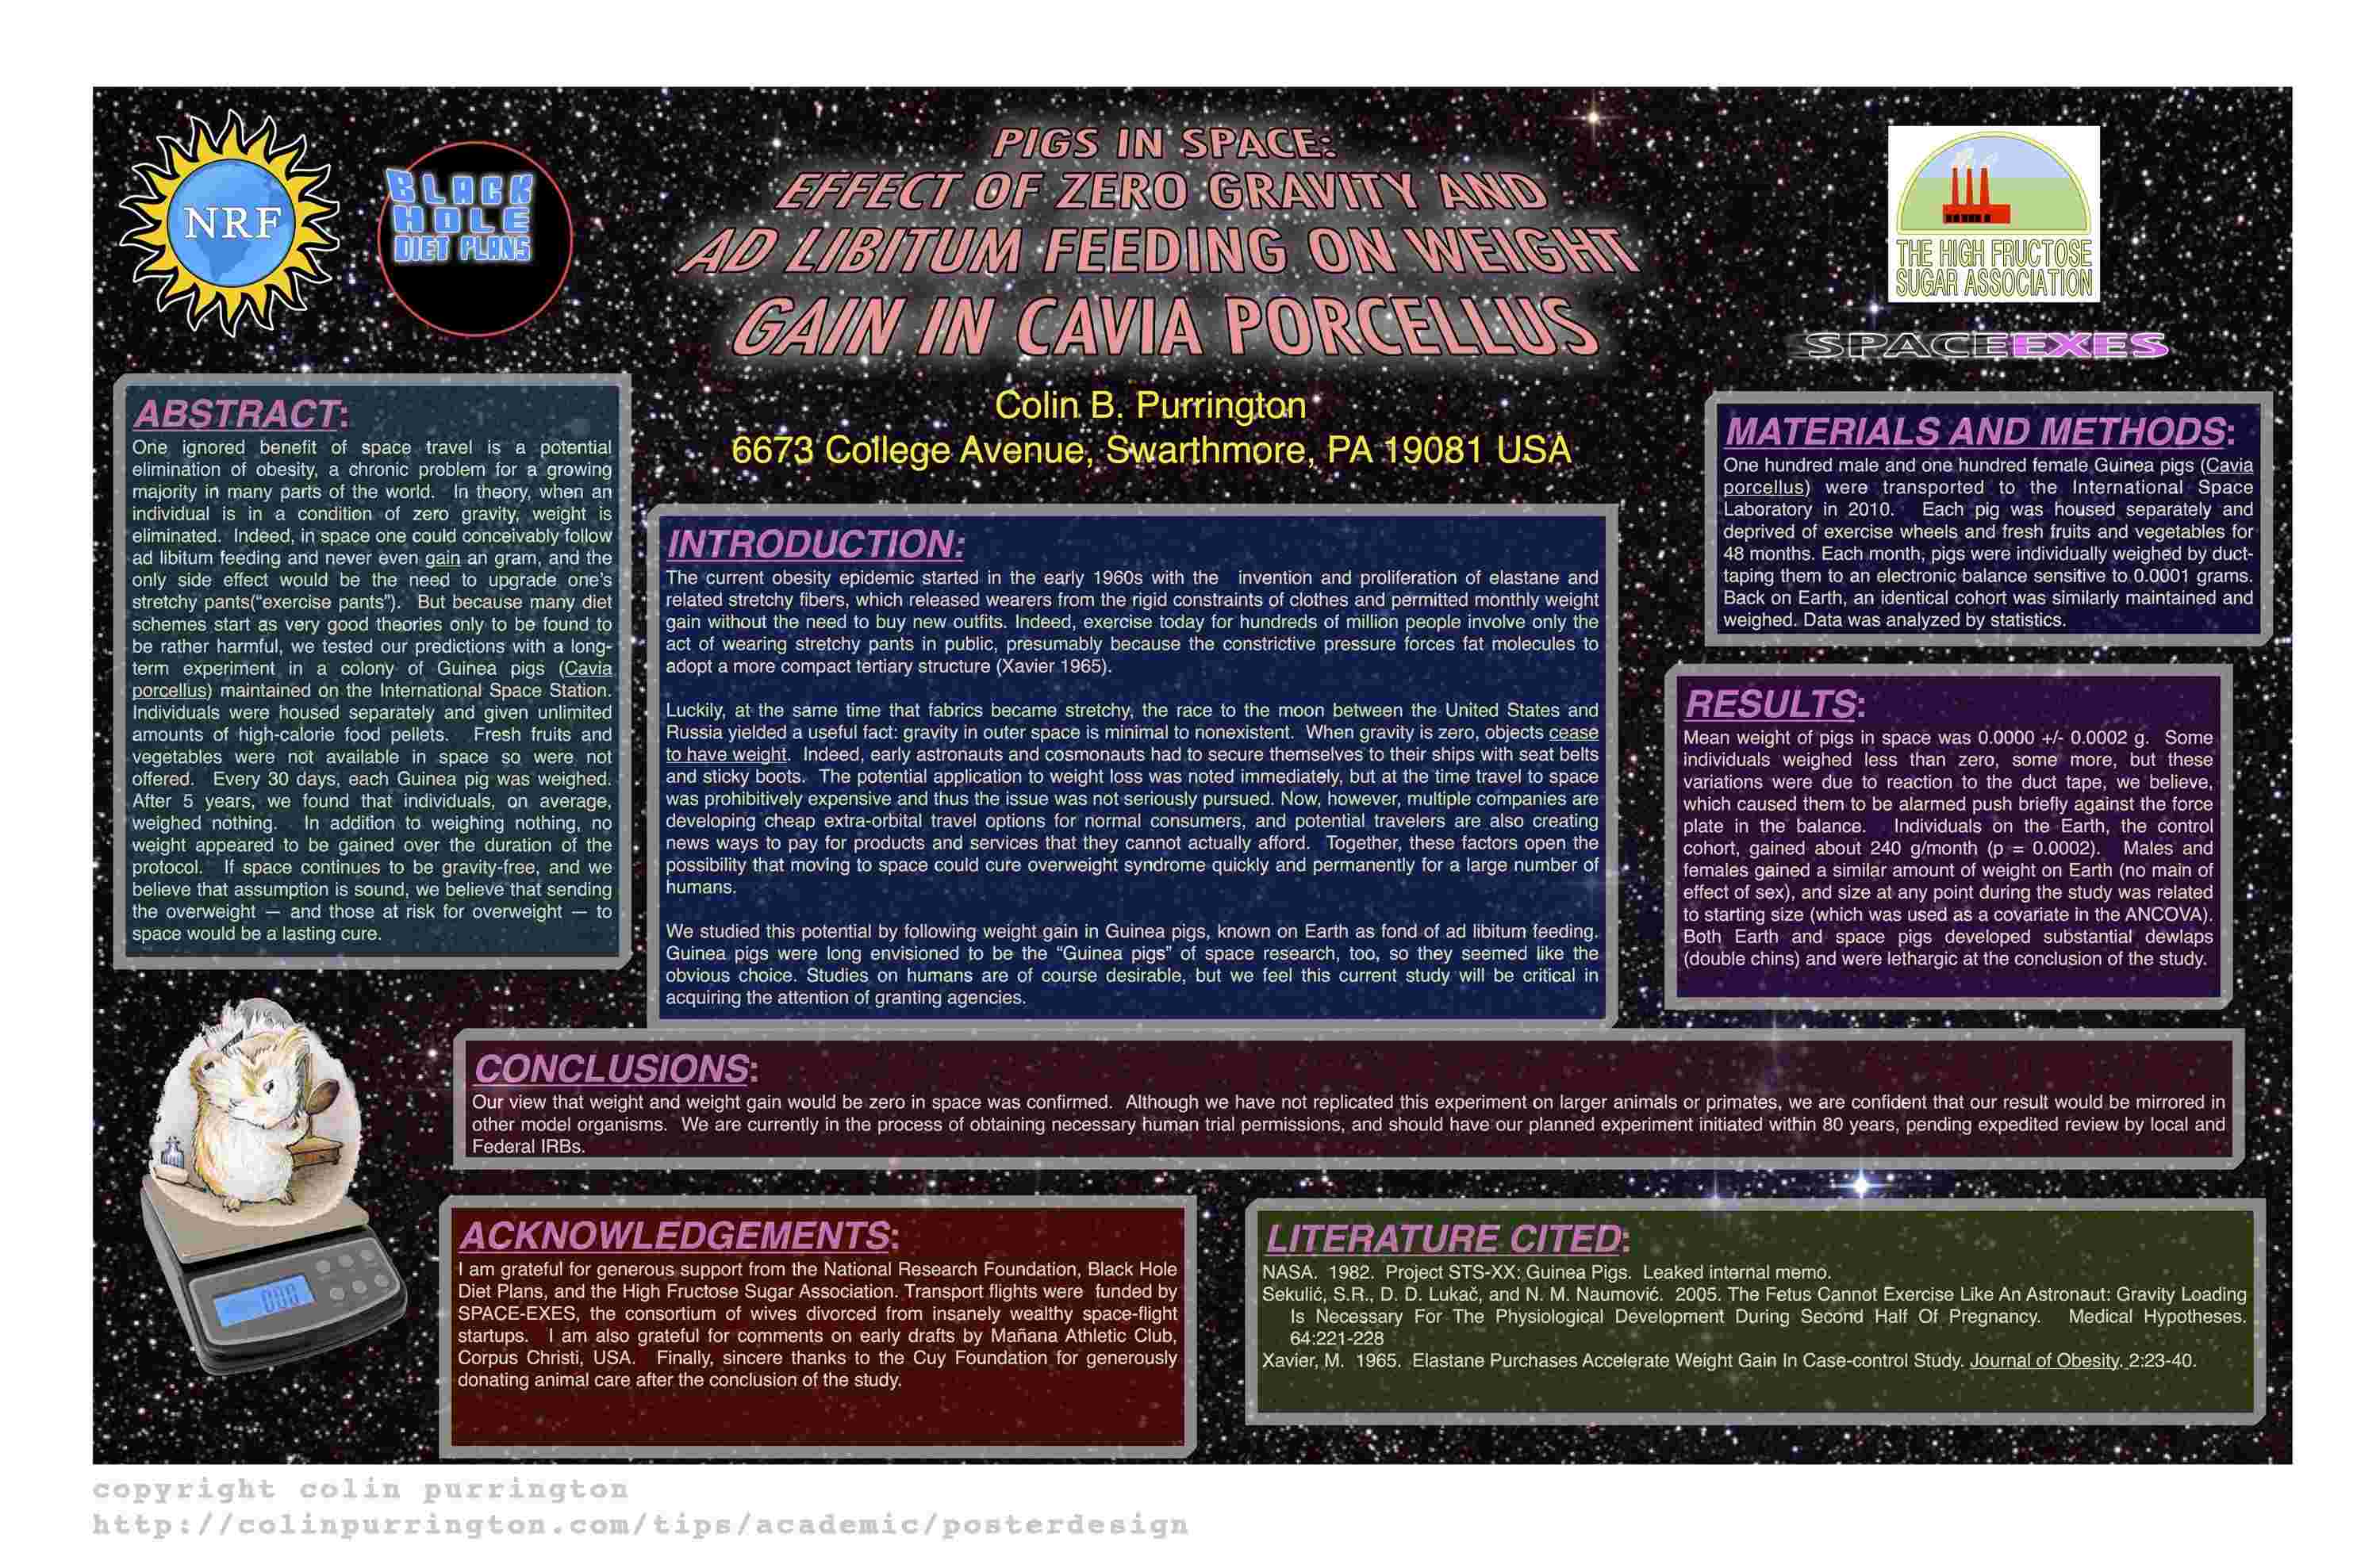 NRF
BLACK
HOLE
DIET PLANS
PIGS IN SPACE:
EFFECT OF ZERO GRAVITY AND
AD LIBITUM FEEDING ON WEIGHT
GAIN IN CAVIA PORCELLUS
THE HIGH FRUCTOSE
SUGAR ASSOCIATION
SPACEEXES
Colin B. Purrington
6673 College Avenue, Swarthmore, PA 19081 USA
ABSTRACT:
One ignored benefit of space travel is a potential
elimination of obesity, a chronic problem for a growing
majority in many parts of the world. In theory, when an
individual is in a condition of zero gravity, weight is
eliminated. Indeed, in space one could conceivably follow
ad libitum feeding and never even gain an gram, and the
only side effect would be the need to upgrade one's
stretchy pants("exercise pants"). But because many diet
schemes start as very good theories only to be found to
be rather harmful, we tested our predictions with a long-
term experiment in a colony of Guinea pigs (Cavia
porcellus) maintained on the International Space Station.
Individuals were housed separately and given unlimited
amounts of high-calorie food pellets. Fresh fruits and
vegetables were not available in space so were not
offered. Every 30 days, each Guinea pig was weighed.
After 5 years, we found that individuals, on average,
weighed nothing. In addition to weighing nothing, no
weight appeared to be gained over the duration of the
protocol. If space continues to be gravity-free, and we
believe that assumption is sound, we believe that sending
the overweight — and those at risk for overweight — to
space would be a lasting cure.
INTRODUCTION:
The current obesity epidemic started in the early 1960s with the invention and proliferation of elastane and
related stretchy fibers, which released wearers from the rigid constraints of clothes and permitted monthly weight
gain without the need to buy new outfits. Indeed, exercise today for hundreds of million people involve only the
act of wearing stretchy pants in public, presumably because the constrictive pressure forces fat molecules to
adopt a more compact tertiary structure (Xavier 1965).
Luckily, at the same time that fabrics became stretchy, the race to the moon between the United States and
Russia yielded a useful fact: gravity in outer space is minimal to nonexistent. When gravity is zero, objects cease
to have weight. Indeed, early astronauts and cosmonauts had to secure themselves to their ships with seat belts
and sticky boots. The potential application to weight loss was noted immediately, but at the time travel to space
was prohibitively expensive and thus the issue was not seriously pursued. Now, however, multiple companies are
developing cheap extra-orbital travel options for normal consumers, and potential travelers are also creating
news ways to pay for products and services that they cannot actually afford. Together, these factors open the
possibility that moving to space could cure overweight syndrome quickly and permanently for a large number of
humans.
We studied this potential by following weight gain in Guinea pigs, known on Earth as fond of ad libitum feeding.
Guinea pigs were long envisioned to be the "Guinea pigs" of space research, too, so they seemed like the
obvious choice. Studies on humans are of course desirable, but we feel this current study will be critical in
acquiring the attention of granting agencies.
MATERIALS AND METHODS:
One hundred male and one hundred female Guinea pigs (Cavia
porcellus) were transported to the International Space
Laboratory in 2010. Each pig was housed separately and
deprived of exercise wheels and fresh fruits and vegetables for
48 months. Each month, pigs were individually weighed by duct-
taping them to an electronic balance sensitive to 0.0001 grams.
Back on Earth, an identical cohort was similarly maintained and
weighed. Data was analyzed by statistics.
RESULTS:
Mean weight of pigs in space was 0.0000 +/- 0.0002 g. Some
individuals weighed less than zero, some more, but these
variations were due to reaction to the duct tape, we believe,
which caused them to be alarmed push briefly against the force
plate in the balance. Individuals on the Earth, the control
cohort, gained about 240 g/month (p = 0.0002). Males and
females gained a similar amount of weight on Earth (no main of
effect of sex), and size at any point during the study was related
to starting size (which was used as a covariate in the ANCOVA).
Both Earth and space pigs developed substantial dewlaps
(double chins) and were lethargic at the conclusion of the study.
CONCLUSIONS:
Our view that weight and weight gain would be zero in space was confirmed. Although we have not replicated this experiment on larger animals or primates, we are confident that our result would be mirrored in
other model organisms. We are currently in the process of obtaining necessary human trial permissions, and should have our planned experiment initiated within 80 years, pending expedited review by local and
Federal IRBs.
000
ACKNOWLEDGEMENTS:
I am grateful for generous support from the National Research Foundation, Black Hole
Diet Plans, and the High Fructose Sugar Association. Transport flights were funded by
SPACE-EXES, the consortium of wives divorced from insanely wealthy space-flight
startups. I am also grateful for comments on early drafts by Mañana Athletic Club,
Corpus Christi, USA. Finally, sincere thanks to the Cuy Foundation for generously
donating animal care after the conclusion of the study.
LITERATURE CITED:
NASA. 1982. Project STS-XX: Guinea Pigs. Leaked internal memo.
Sekulić, S.R., D. D. Lukač, and N. M. Naumović. 2005. The Fetus Cannot Exercise Like An Astronaut: Gravity Loading
Is Necessary For The Physiological Development During Second Half Of Pregnancy. Medical Hypotheses.
64:221-228
Xavier, M. 1965. Elastane Purchases Accelerate Weight Gain In Case-control Study. Journal of Obesity. 2:23-40.
copyright colin purrington
http://colinpurrington.com/tips/academic/posterdesign